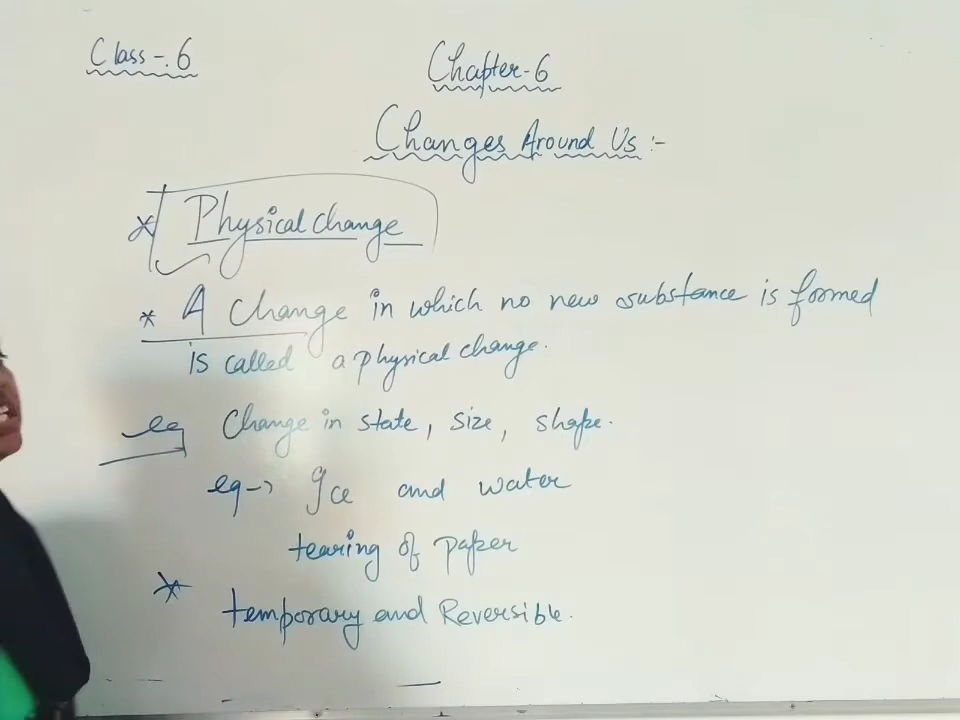 Class-.6
Chapter-6
Changes Around Us :-
* Physical change
* A change in which no new substance is formed
is called a physical change.
eg Change in state, size, shape.
eg→ Ice and water
tearing of paper
* temporary and Reversible.